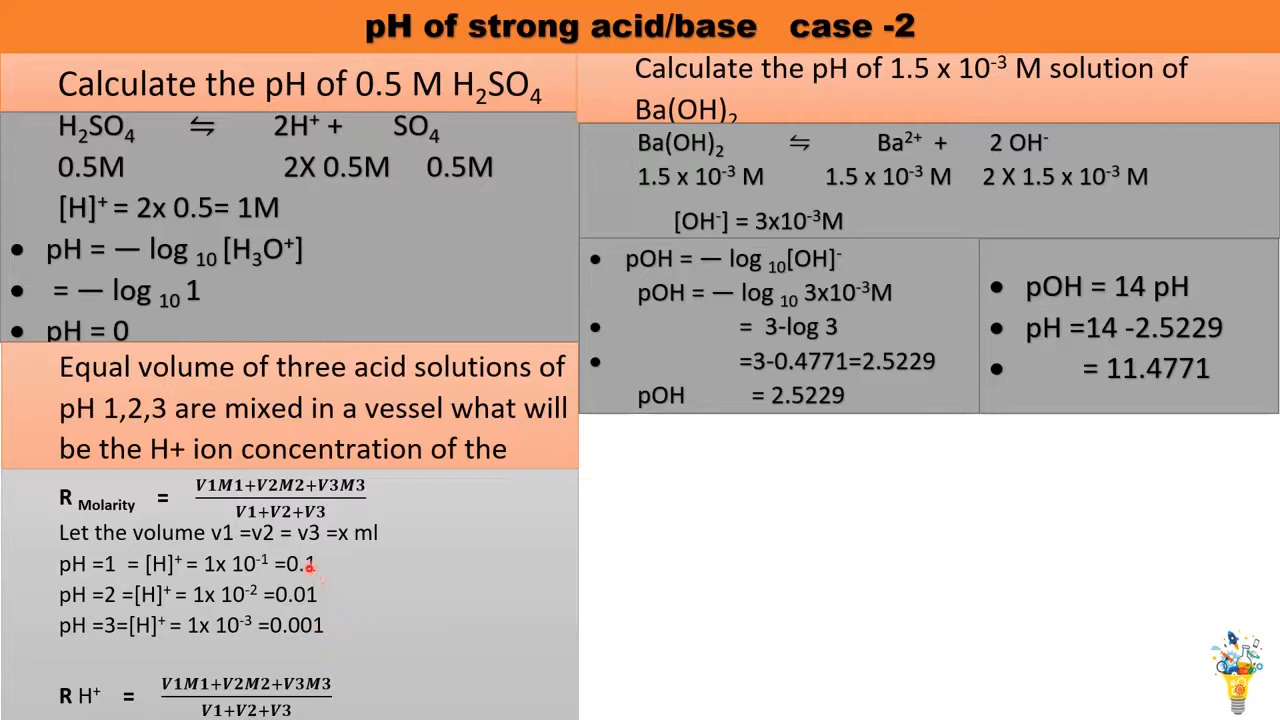 pH of strong acid/base case -2
Calculate the pH of 0.5 M H₂SO₄
H₂SO₄ ⇋ 2H⁺ + SO₄
0.5M 2X 0.5M 0.5M
[H]⁺ = 2x 0.5= 1M
• pH = — log ₁₀ [H₃O⁺]
• = — log ₁₀ 1
• pH = 0
Equal volume of three acid solutions of
pH 1,2,3 are mixed in a vessel what will
be the H+ ion concentration of the
R Molarity = V1M1+V2M2+V3M3 / V1+V2+V3
Let the volume v1 =v2 = v3 =x ml
pH =1 = [H]⁺ = 1x 10⁻¹ =0.1
pH =2 =[H]⁺ = 1x 10⁻² =0.01
pH =3=[H]⁺ = 1x 10⁻³ =0.001
R H⁺ = V1M1+V2M2+V3M3 / V1+V2+V3
Calculate the pH of 1.5 x 10⁻³ M solution of
Ba(OH)₂
Ba(OH)₂ ⇋ Ba²⁺ + 2 OH⁻
1.5 x 10⁻³ M 1.5 x 10⁻³ M 2 X 1.5 x 10⁻³ M
[OH⁻] = 3x10⁻³M
• pOH = — log ₁₀[OH]⁻
pOH = — log ₁₀ 3x10⁻³M
• = 3-log 3
• =3-0.4771=2.5229
pOH = 2.5229
• pOH = 14 pH
• pH =14 -2.5229
• = 11.4771